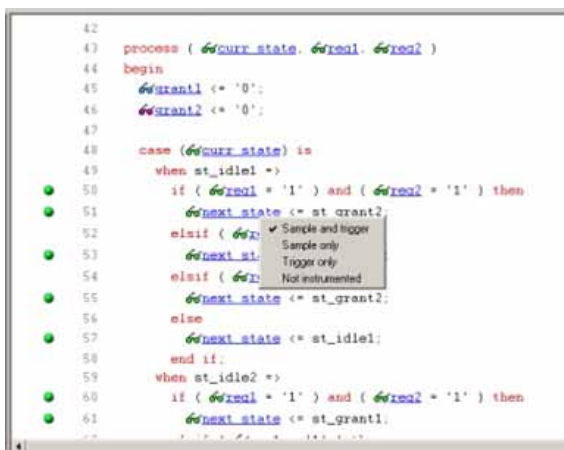 42
43 process ( curr_state, req1, req2 )
44 begin
45 grant1 <= '0';
46 grant2 <= '0';
47
48 case (curr_state) is
49 when st_idle1 =>
50 if ( req1 = '1' ) and ( req2 = '1' ) then
51 next_state <= st_grant2;
52 elsif (
✓ Sample and trigger
Sample only
Trigger only
Not instrumented
53
54 elsif (
55 next_state <= st_grant2;
56 else
57 next_state <= st_idle1;
58 end if;
59 when st_idle2 =>
60 if ( req1 = '1' ) and ( req2 = '1' ) then
61 next_state <= st_grant1;